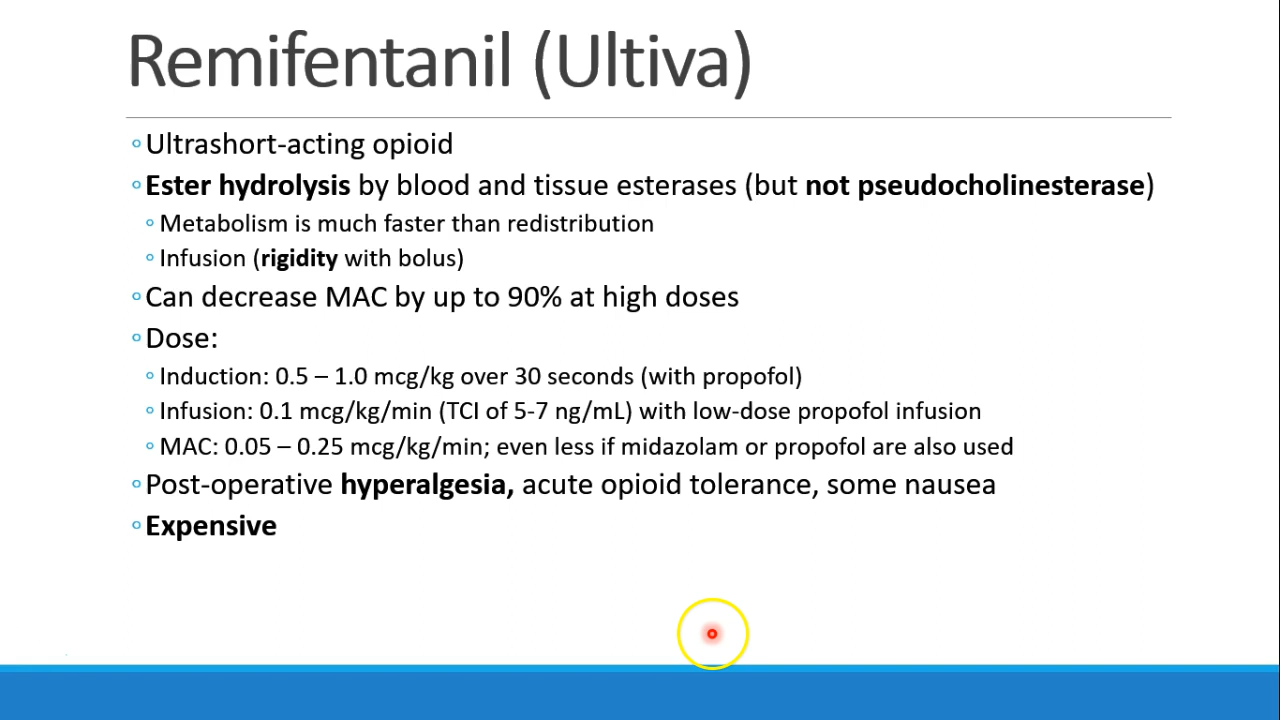 Remifentanil (Ultiva)
◦Ultrashort-acting opioid
◦Ester hydrolysis by blood and tissue esterases (but not pseudocholinesterase)
◦Metabolism is much faster than redistribution
◦Infusion (rigidity with bolus)
◦Can decrease MAC by up to 90% at high doses
◦Dose:
◦Induction: 0.5 – 1.0 mcg/kg over 30 seconds (with propofol)
◦Infusion: 0.1 mcg/kg/min (TCI of 5-7 ng/mL) with low-dose propofol infusion
◦MAC: 0.05 – 0.25 mcg/kg/min; even less if midazolam or propofol are also used
◦Post-operative hyperalgesia, acute opioid tolerance, some nausea
◦Expensive